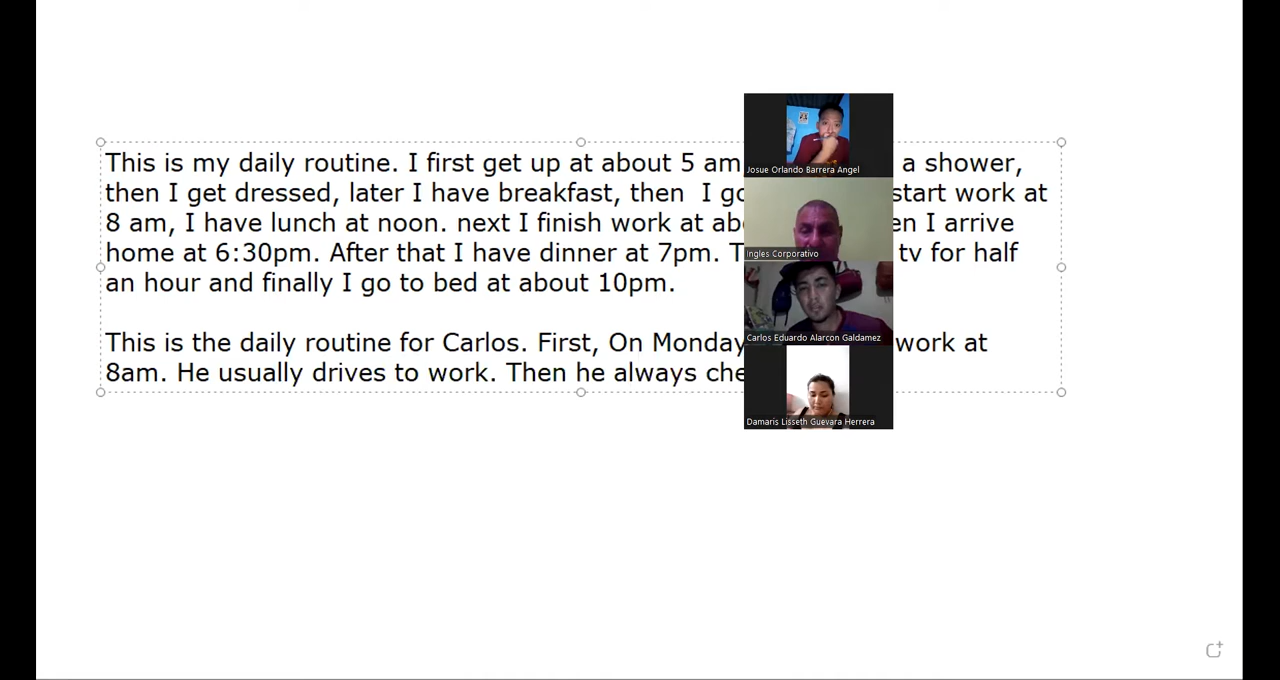 This is my daily routine. I first get up at about 5 am a shower,
then I get dressed, later I have breakfast, then I go start work at
8 am, I have lunch at noon. next I finish work at I arrive
home at 6:30pm. After that I have dinner at 7pm. tv for half
an hour and finally I go to bed at about 10pm.
This is the daily routine for Carlos. First, On Monday work at
8am. He usually drives to work. Then he always
Josue Orlando Barrera Angel
Ingles Corporativo
Carlos Eduardo Alarcon Galdamez
Damaris Lisseth Guevara Herrera